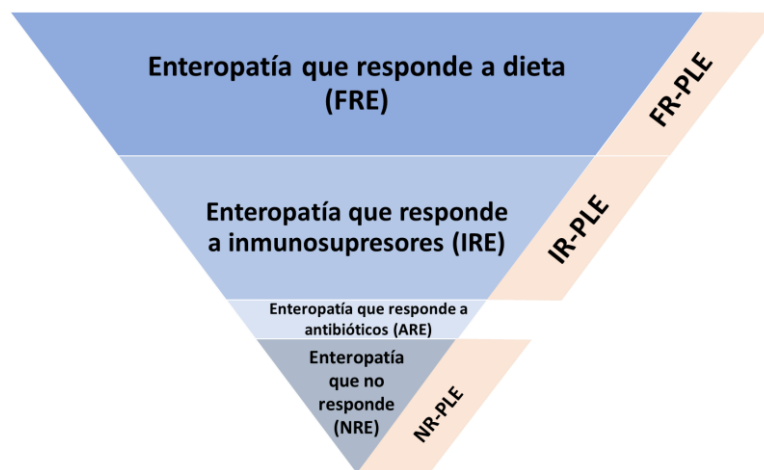 Enteropatía que responde a dieta
(FRE)
FR-PLE
Enteropatía que responde
a inmunosupresores (IRE)
IR-PLE
Enteropatía que responde a
antibióticos (ARE)
Enteropatía
que no
responde
(NRE)
NR-PLE